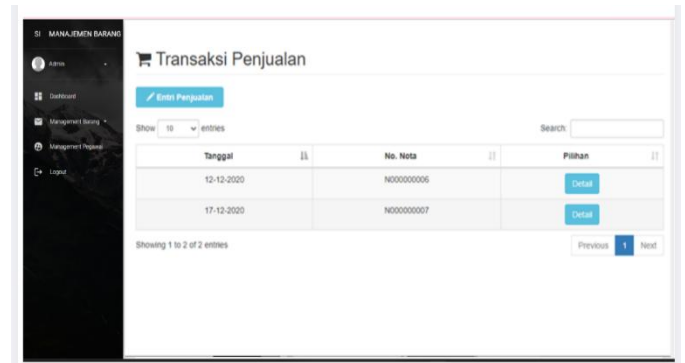 SI MANAJEMEN BARANG
Admin
Dashboard
Management Barang
Management Pegawai
Logout
Transaksi Penjualan
Entri Penjualan
Show 10 entries
Search:
Tanggal No. Nota Pilihan
12-12-2020 N000000006 Detail
17-12-2020 N000000007 Detail
Showing 1 to 2 of 2 entries
Previous 1 Next